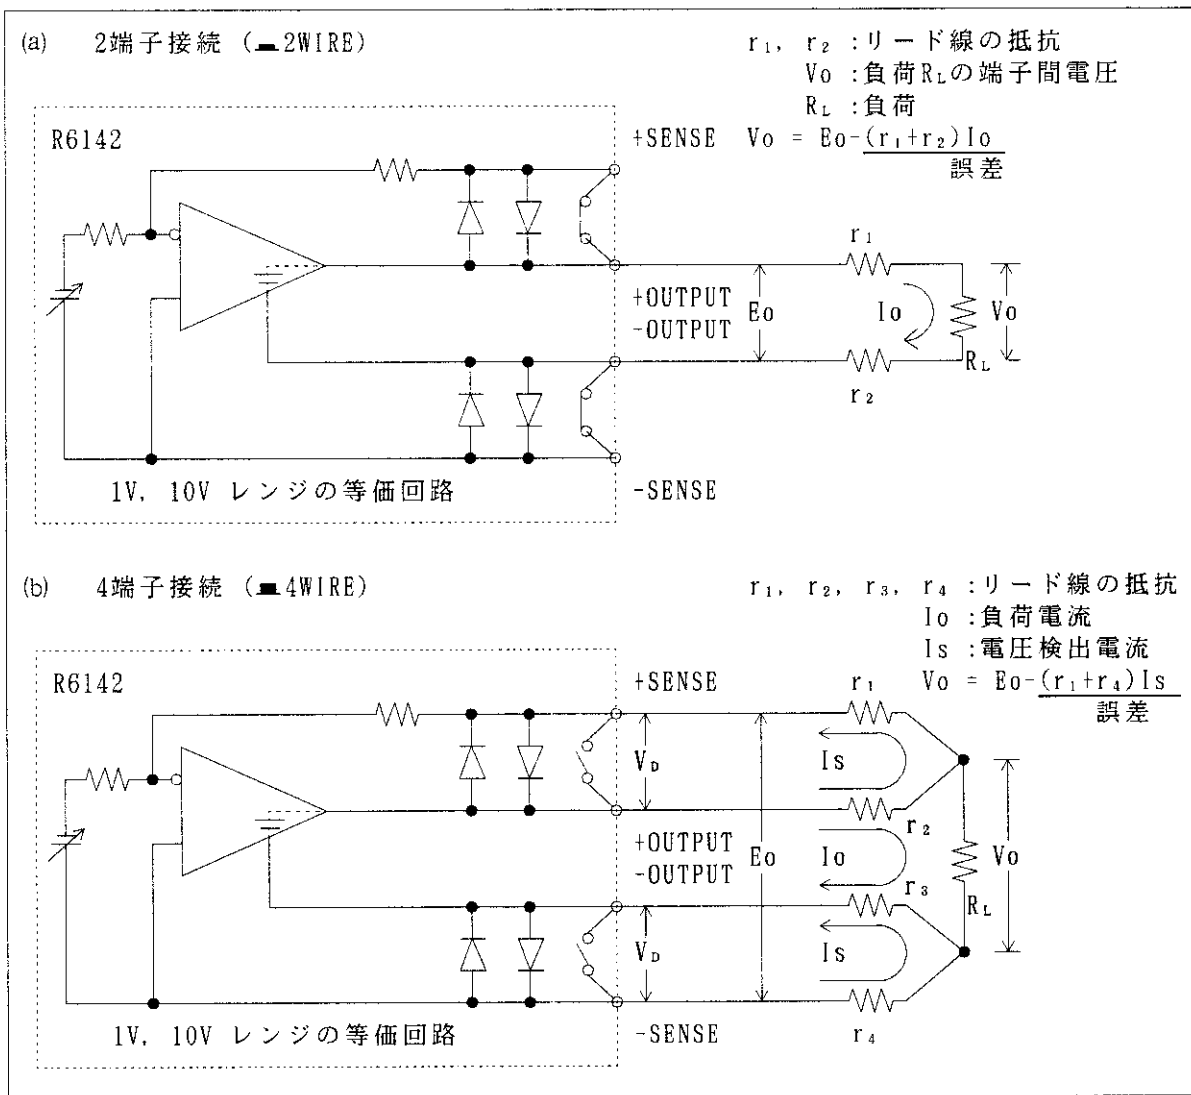 (a) 2端子接続 (▂2WIRE)
r₁, r₂ :リード線の抵抗
Vo :負荷RLの端子間電圧
RL :負荷
R6142
+SENSE
Vo = Eo-(r₁+r₂)Io
誤差
r₁
+OUTPUT
-OUTPUT
Eo
Io
Vo
RL
r₂
1V, 10V レンジの等価回路
-SENSE
(b) 4端子接続 (▄4WIRE)
r₁, r₂, r₃, r₄ :リード線の抵抗
Io :負荷電流
Is :電圧検出電流
R6142
+SENSE
r₁
Vo = Eo-(r₁+r₄)Is
誤差
VD
Is
r₂
+OUTPUT
-OUTPUT
Eo
Io
Vo
r₃
RL
VD
Is
1V, 10V レンジの等価回路
-SENSE
r₄